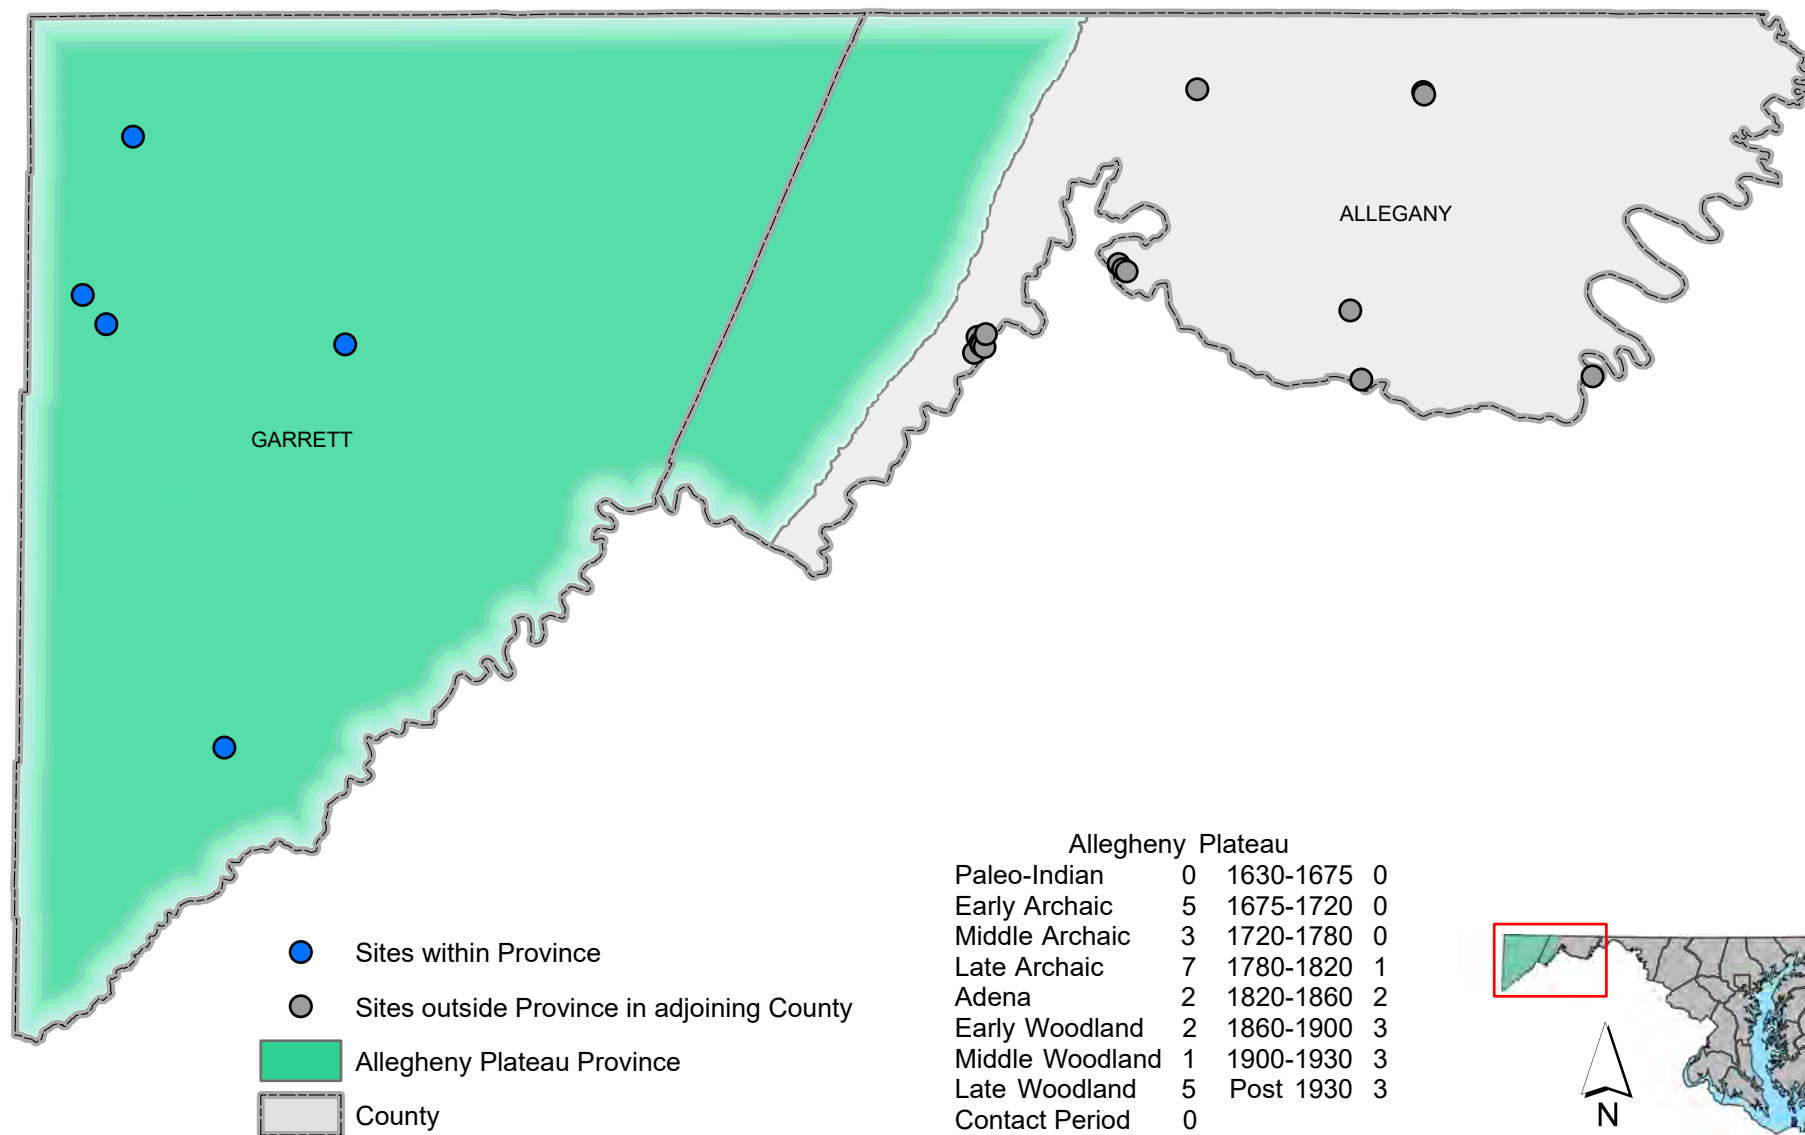 ALLEGANY
GARRETT
Sites within Province
Sites outside Province in adjoining County
Allegheny Plateau Province
County
Allegheny Plateau
Paleo-Indian 0 1630-1675 0
Early Archaic 5 1675-1720 0
Middle Archaic 3 1720-1780 0
Late Archaic 7 1780-1820 1
Adena 2 1820-1860 2
Early Woodland 2 1860-1900 3
Middle Woodland 1 1900-1930 3
Late Woodland 5 Post 1930 3
Contact Period 0
N